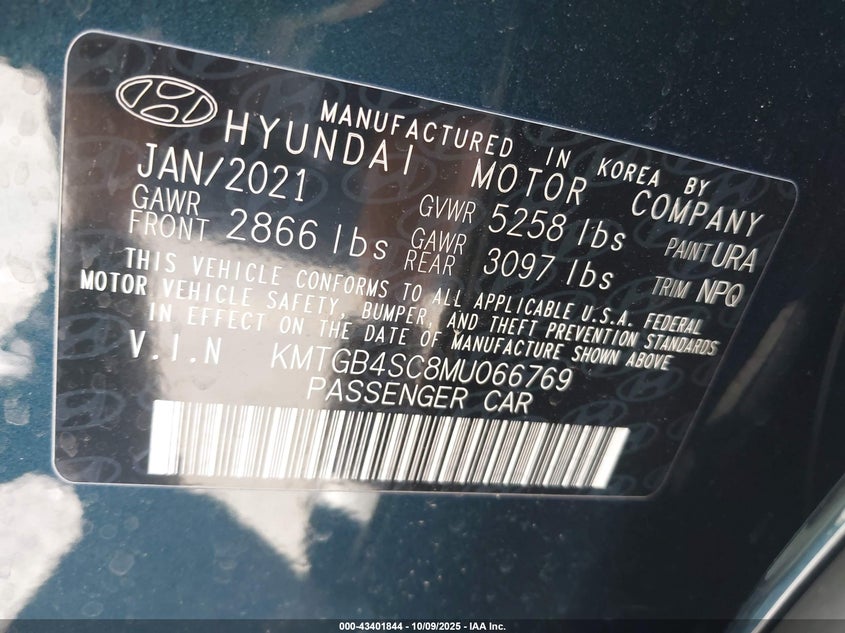 MANUFACTURED IN KOREA BY
HYUNDAI MOTOR COMPANY
JAN/2021 GVWR 5258 lbs PAINT URA
GAWR FRONT 2866 lbs GAWR REAR 3097 lbs TRIM NPQ
THIS VEHICLE CONFORMS TO ALL APPLICABLE U.S.A. FEDERAL
MOTOR VEHICLE SAFETY, BUMPER, AND THEFT PREVENTION STANDARDS
IN EFFECT ON THE DATE OF MANUFACTURE SHOWN ABOVE
V.I.N KMTGB4SC8MU066769
PASSENGER CAR
000-43401844 - 10/09/2025 - IAA Inc.